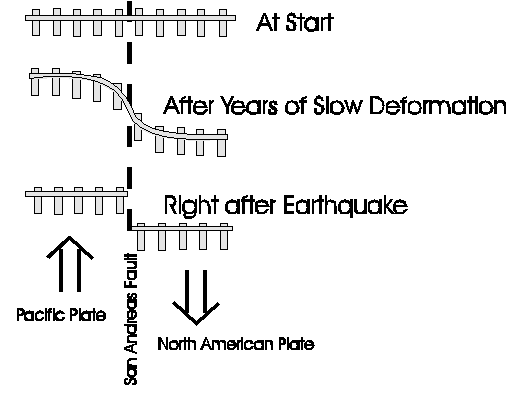 At Start
After Years of Slow Deformation
Right after Earthquake
Pacific Plate
San Andreas Fault
North American Plate